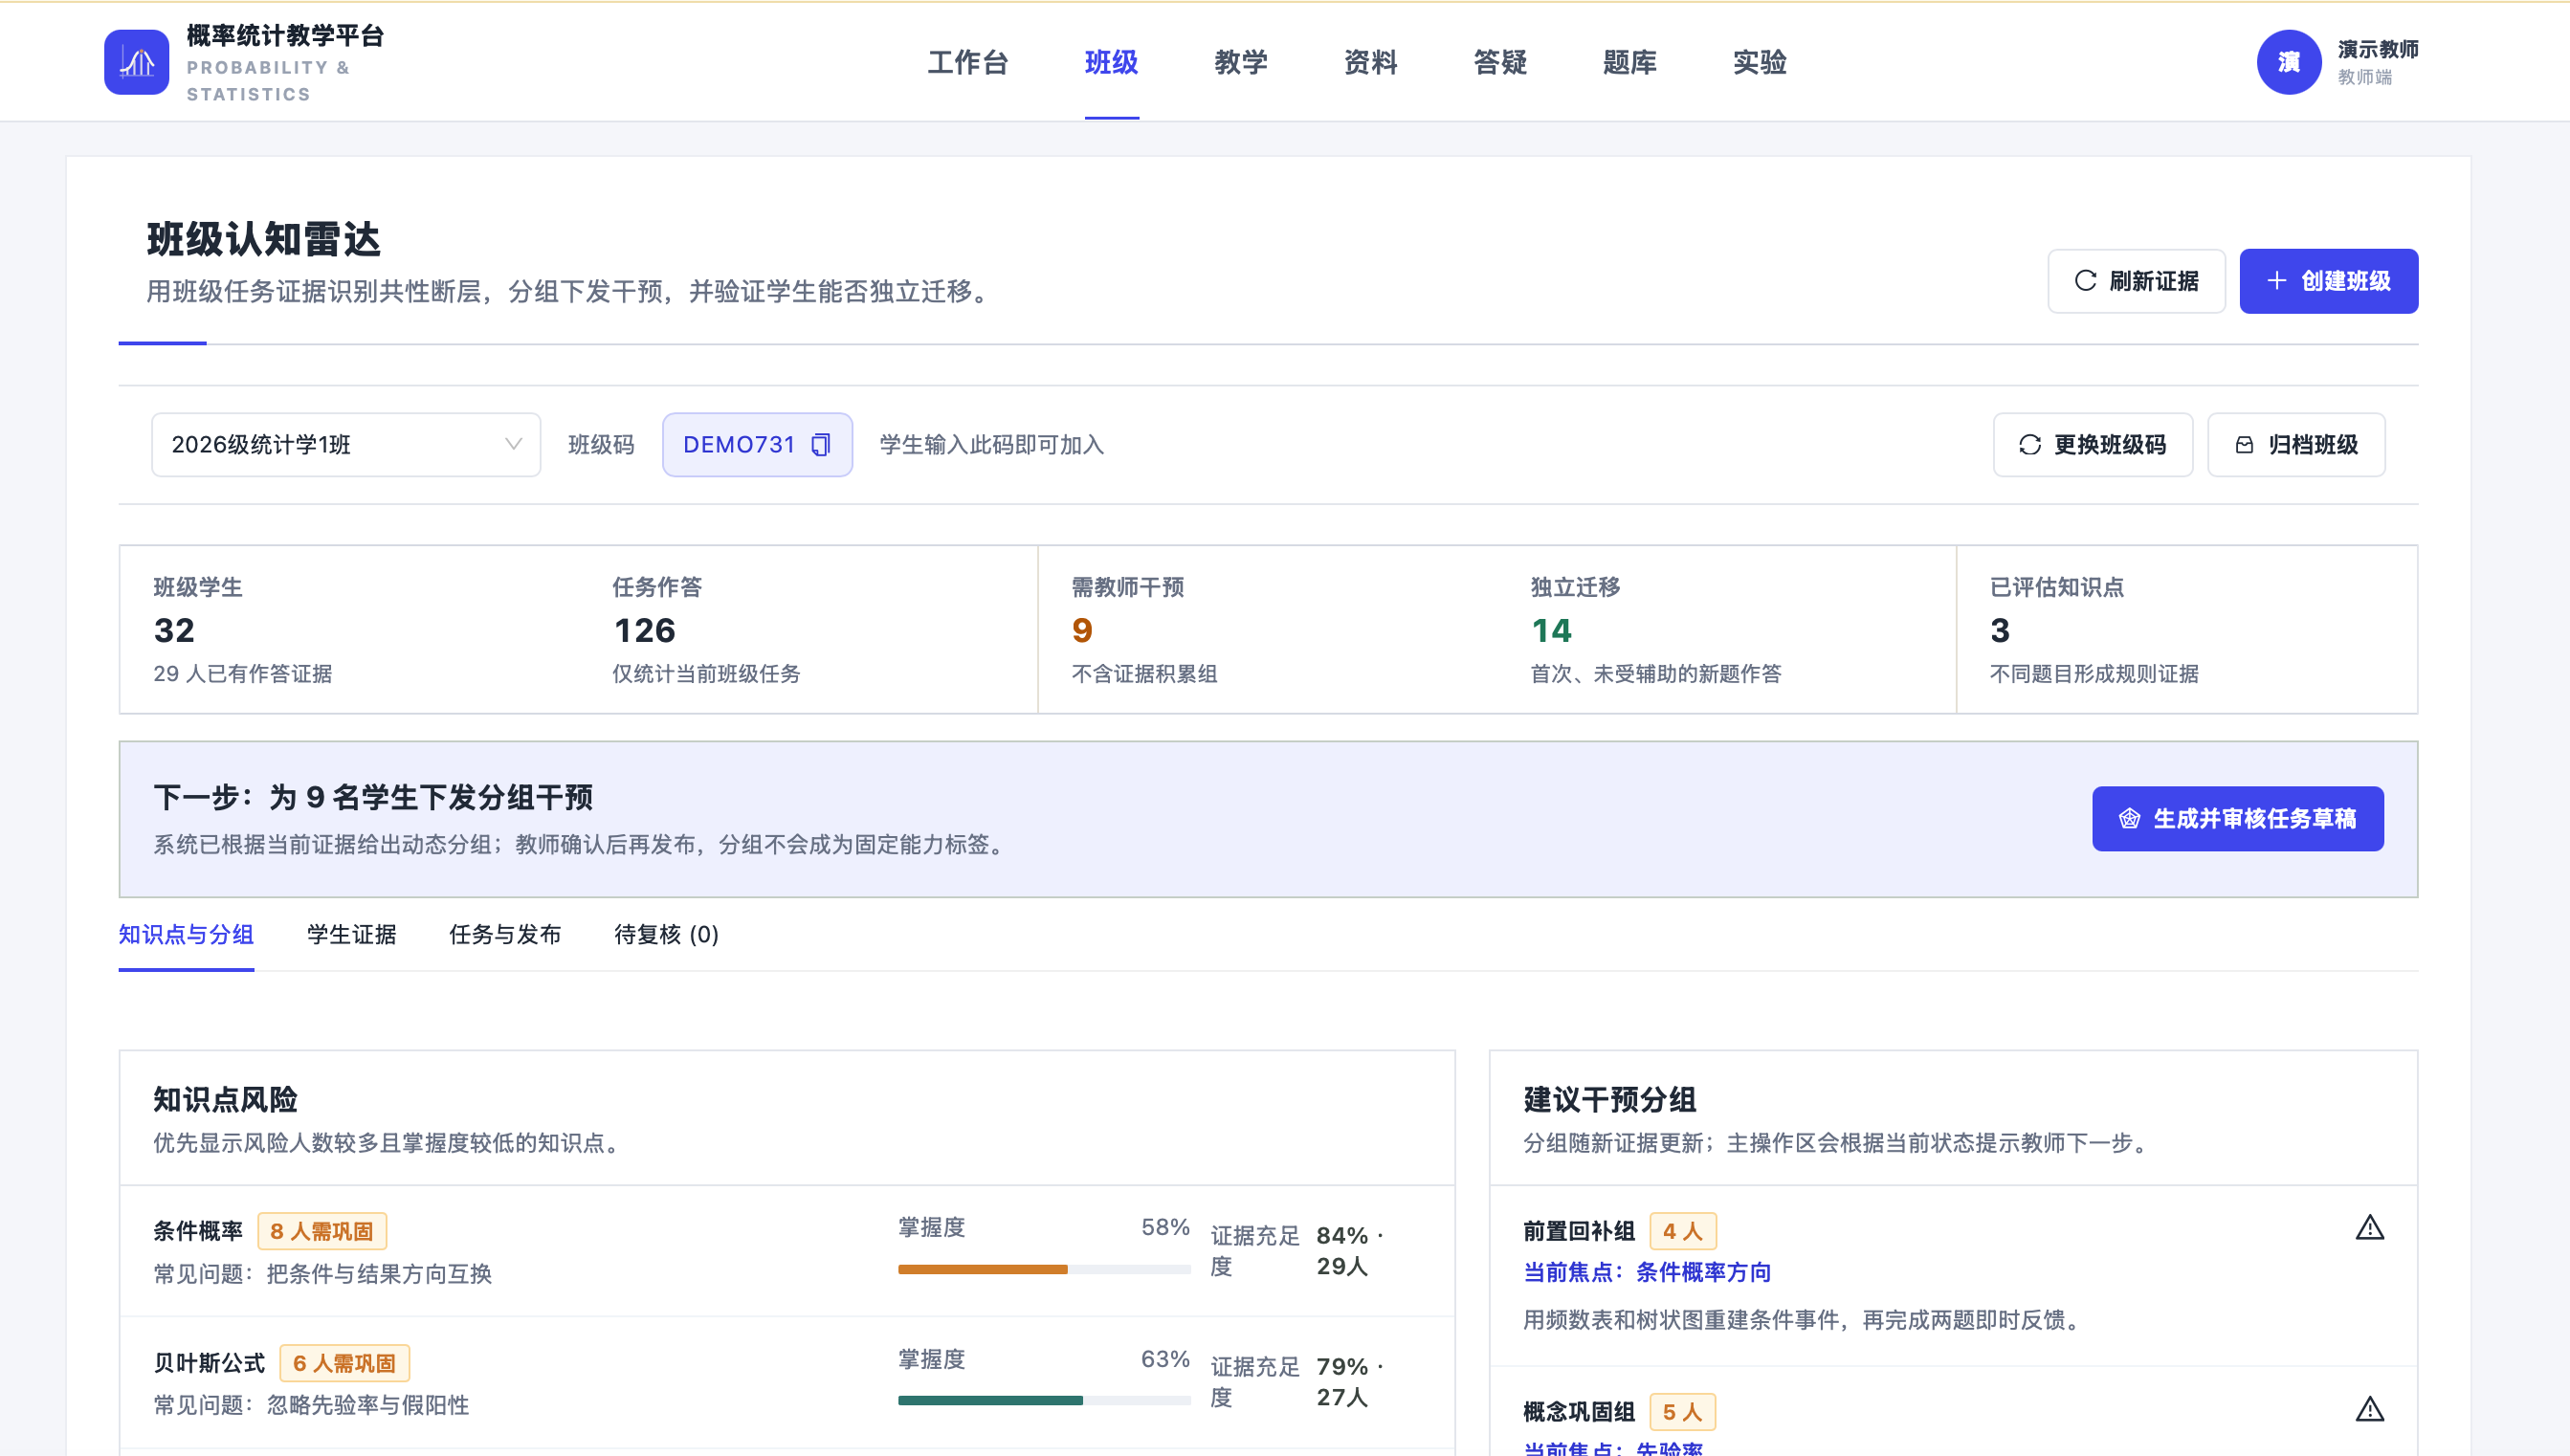 概率统计教学平台
PROBABILITY &
STATISTICS
工作台
班级
教学
资料
答疑
题库
实验
演
演示教师
教师端
班级认知雷达
用班级任务证据识别共性断层，分组下发干预，并验证学生能否独立迁移。
刷新证据
创建班级
2026级统计学1班
班级码
DEMO731
学生输入此码即可加入
更换班级码
归档班级
班级学生
32
29 人已有作答证据
任务作答
126
仅统计当前班级任务
需教师干预
9
不含证据积累组
独立迁移
14
首次、未受辅助的新题作答
已评估知识点
3
不同题目形成规则证据
下一步：为 9 名学生下发分组干预
系统已根据当前证据给出动态分组；教师确认后再发布，分组不会成为固定能力标签。
生成并审核任务草稿
知识点与分组
学生证据
任务与发布
待复核 (0)
知识点风险
优先显示风险人数较多且掌握度较低的知识点。
条件概率
8 人需巩固
常见问题：把条件与结果方向互换
掌握度
58%
证据充足
度
84% ·
29人
贝叶斯公式
6 人需巩固
常见问题：忽略先验率与假阳性
掌握度
63%
证据充足
度
79% ·
27人
建议干预分组
分组随新证据更新；主操作区会根据当前状态提示教师下一步。
前置回补组
4 人
当前焦点：条件概率方向
用频数表和树状图重建条件事件，再完成两题即时反馈。
概念巩固组
5 人
当前焦点：先验率